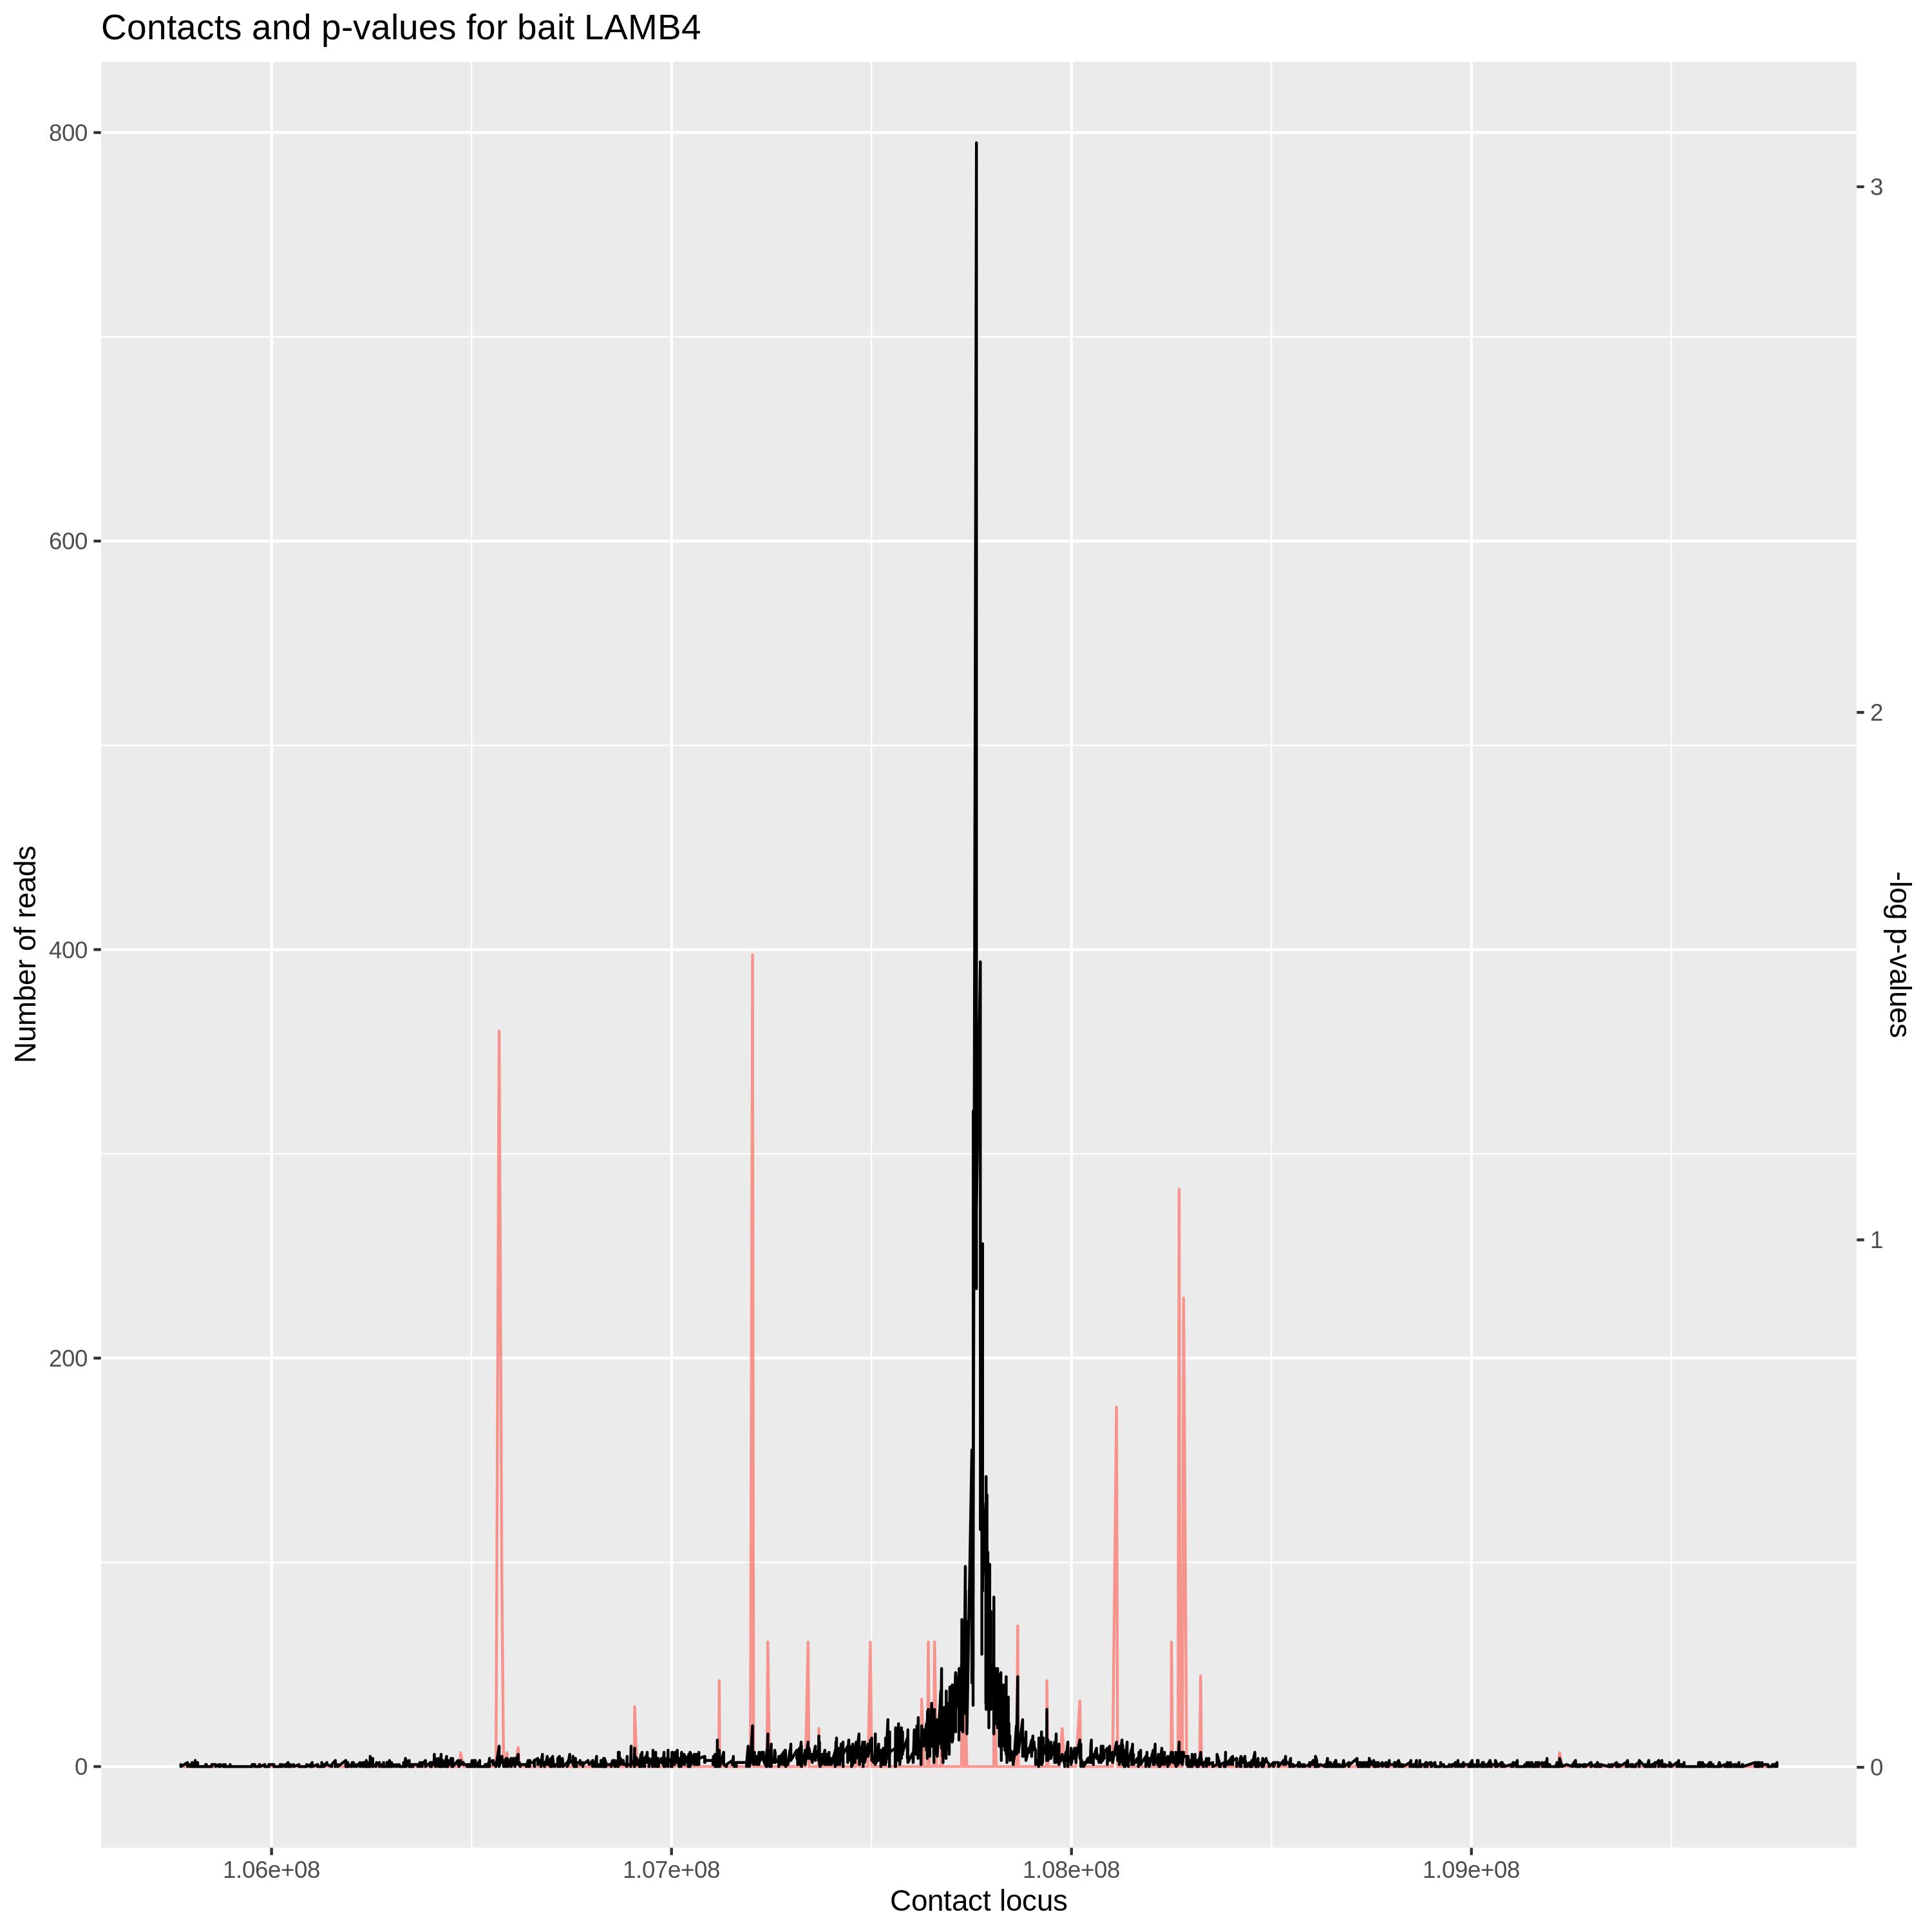 Contacts and p-values for bait LAMB4
800
600
400
200
0
Number of reads
3
2
1
0
-log p-values
1.06e+08
1.07e+08
1.08e+08
1.09e+08
Contact locus